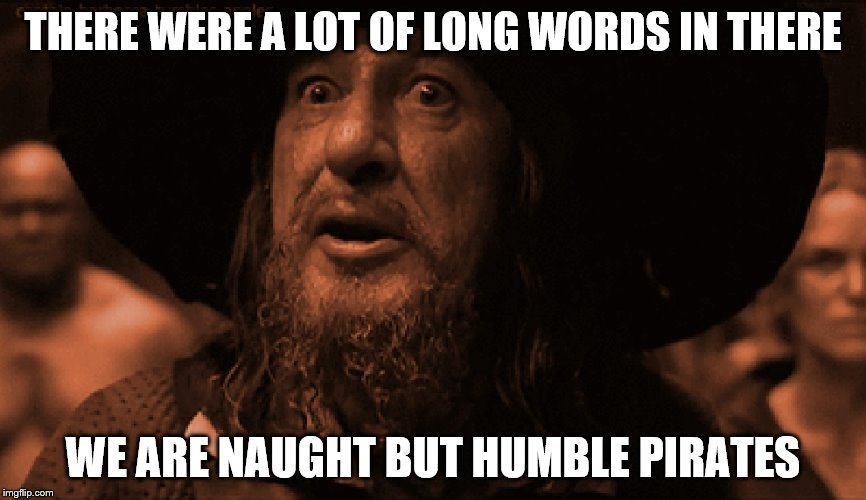 THERE WERE A LOT OF LONG WORDS IN THERE
WE ARE NAUGHT BUT HUMBLE PIRATES
imgflip.com